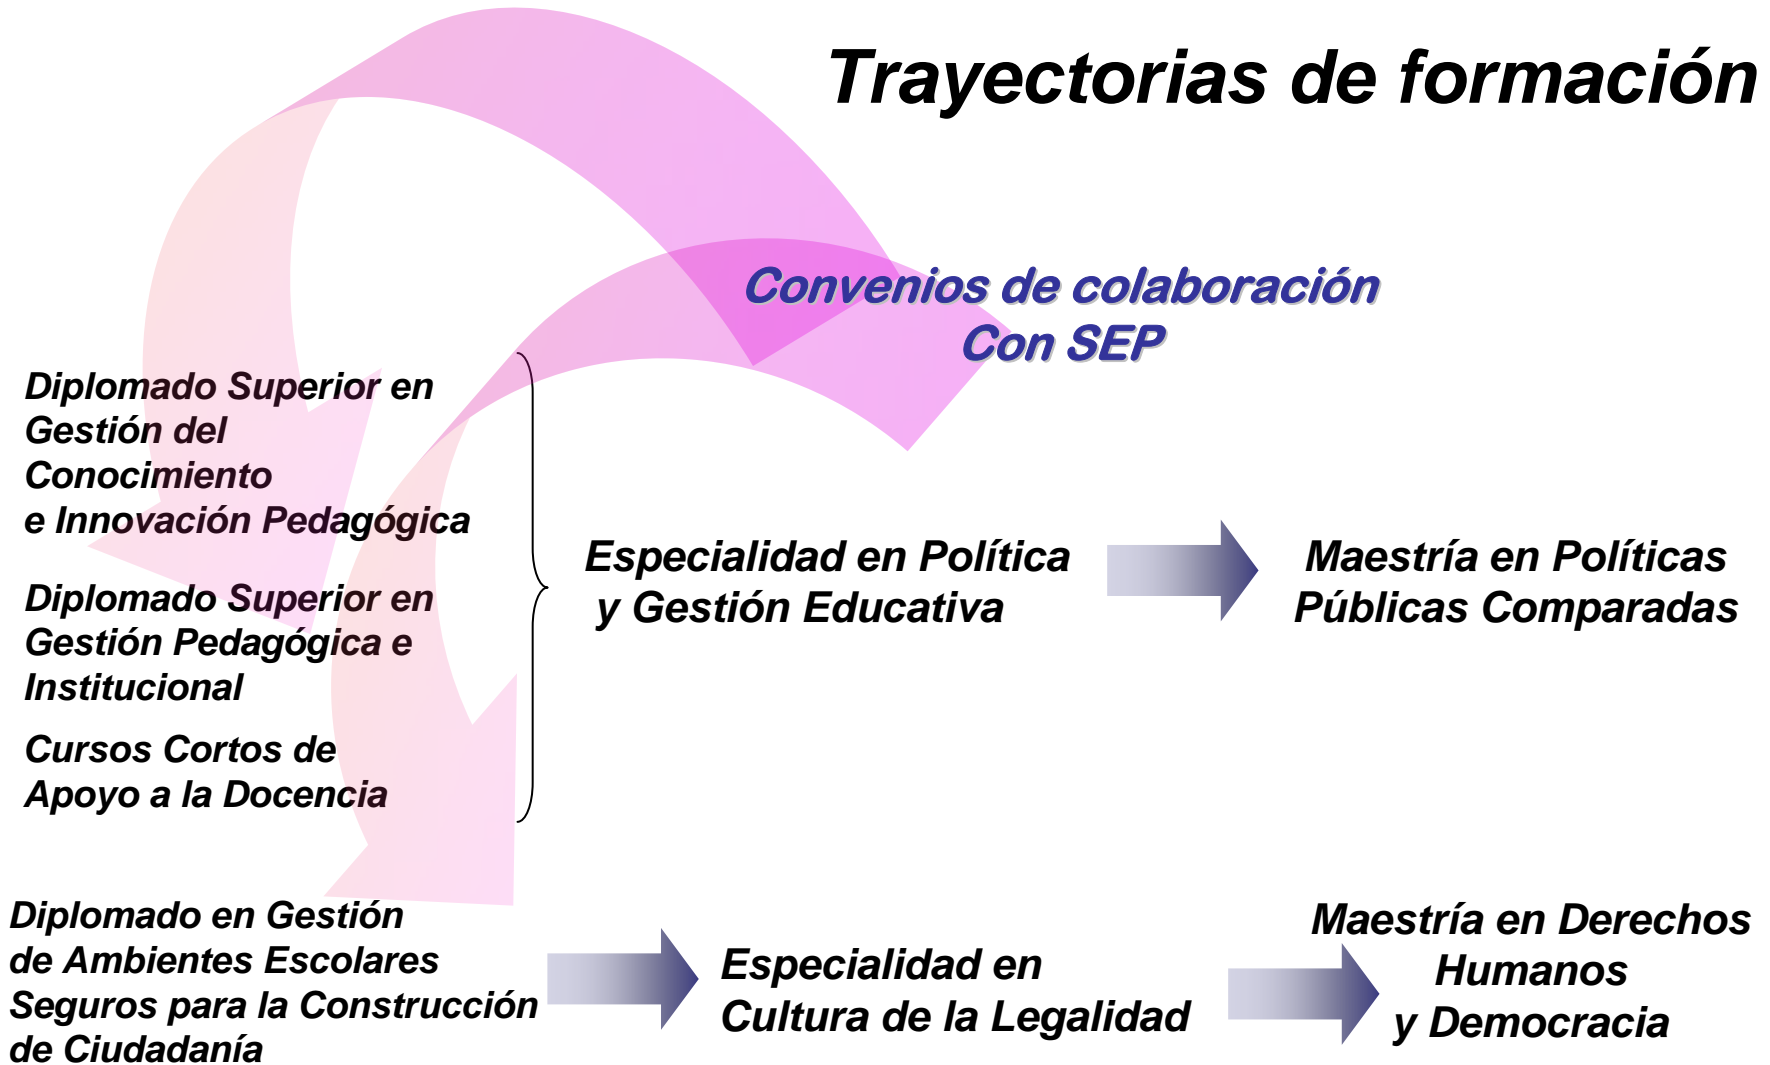 Trayectorias de formación
Convenios de colaboración
Con SEP
Diplomado Superior en
Gestión del
Conocimiento
e Innovación Pedagógica
Diplomado Superior en
Gestión Pedagógica e
Institucional
Cursos Cortos de
Apoyo a la Docencia
Especialidad en Política
y Gestión Educativa
Maestría en Políticas
Públicas Comparadas
Diplomado en Gestión
de Ambientes Escolares
Seguros para la Construcción
de Ciudadanía
Especialidad en
Cultura de la Legalidad
Maestría en Derechos
Humanos
y Democracia